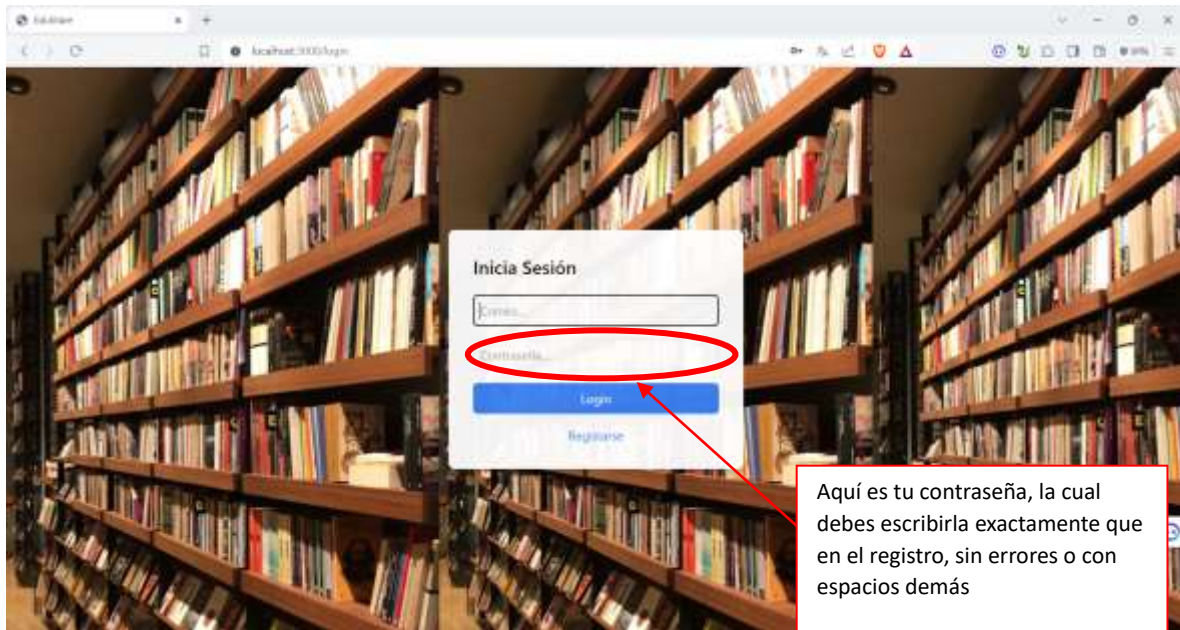 EduShare
localhost:3000/login
Inicia Sesión
Correo...
Contraseña...
Login
Registrarse
Aquí es tu contraseña, la cual
debes escribirla exactamente que
en el registro, sin errores o con
espacios demás